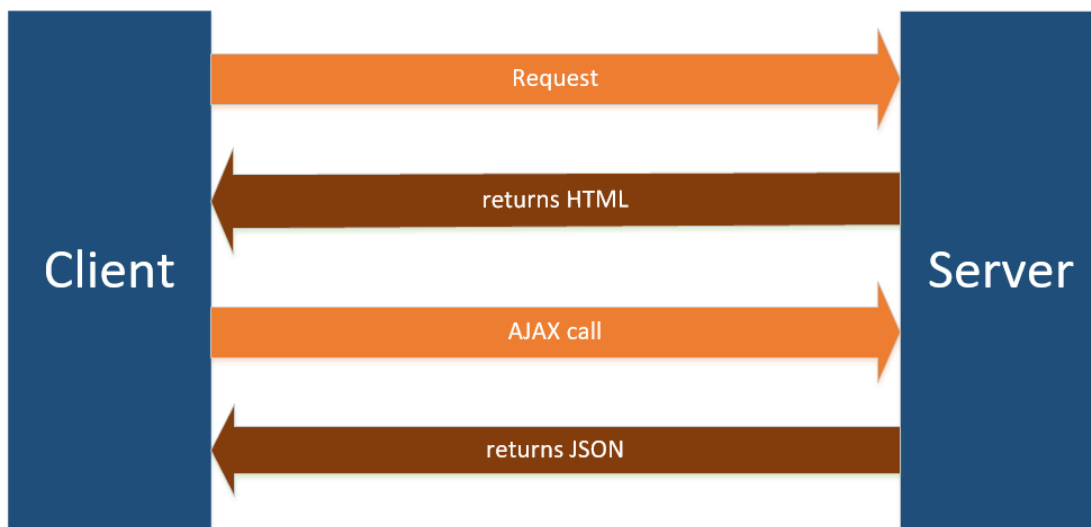 Request
returns HTML
Client
Server
AJAX call
returns JSON